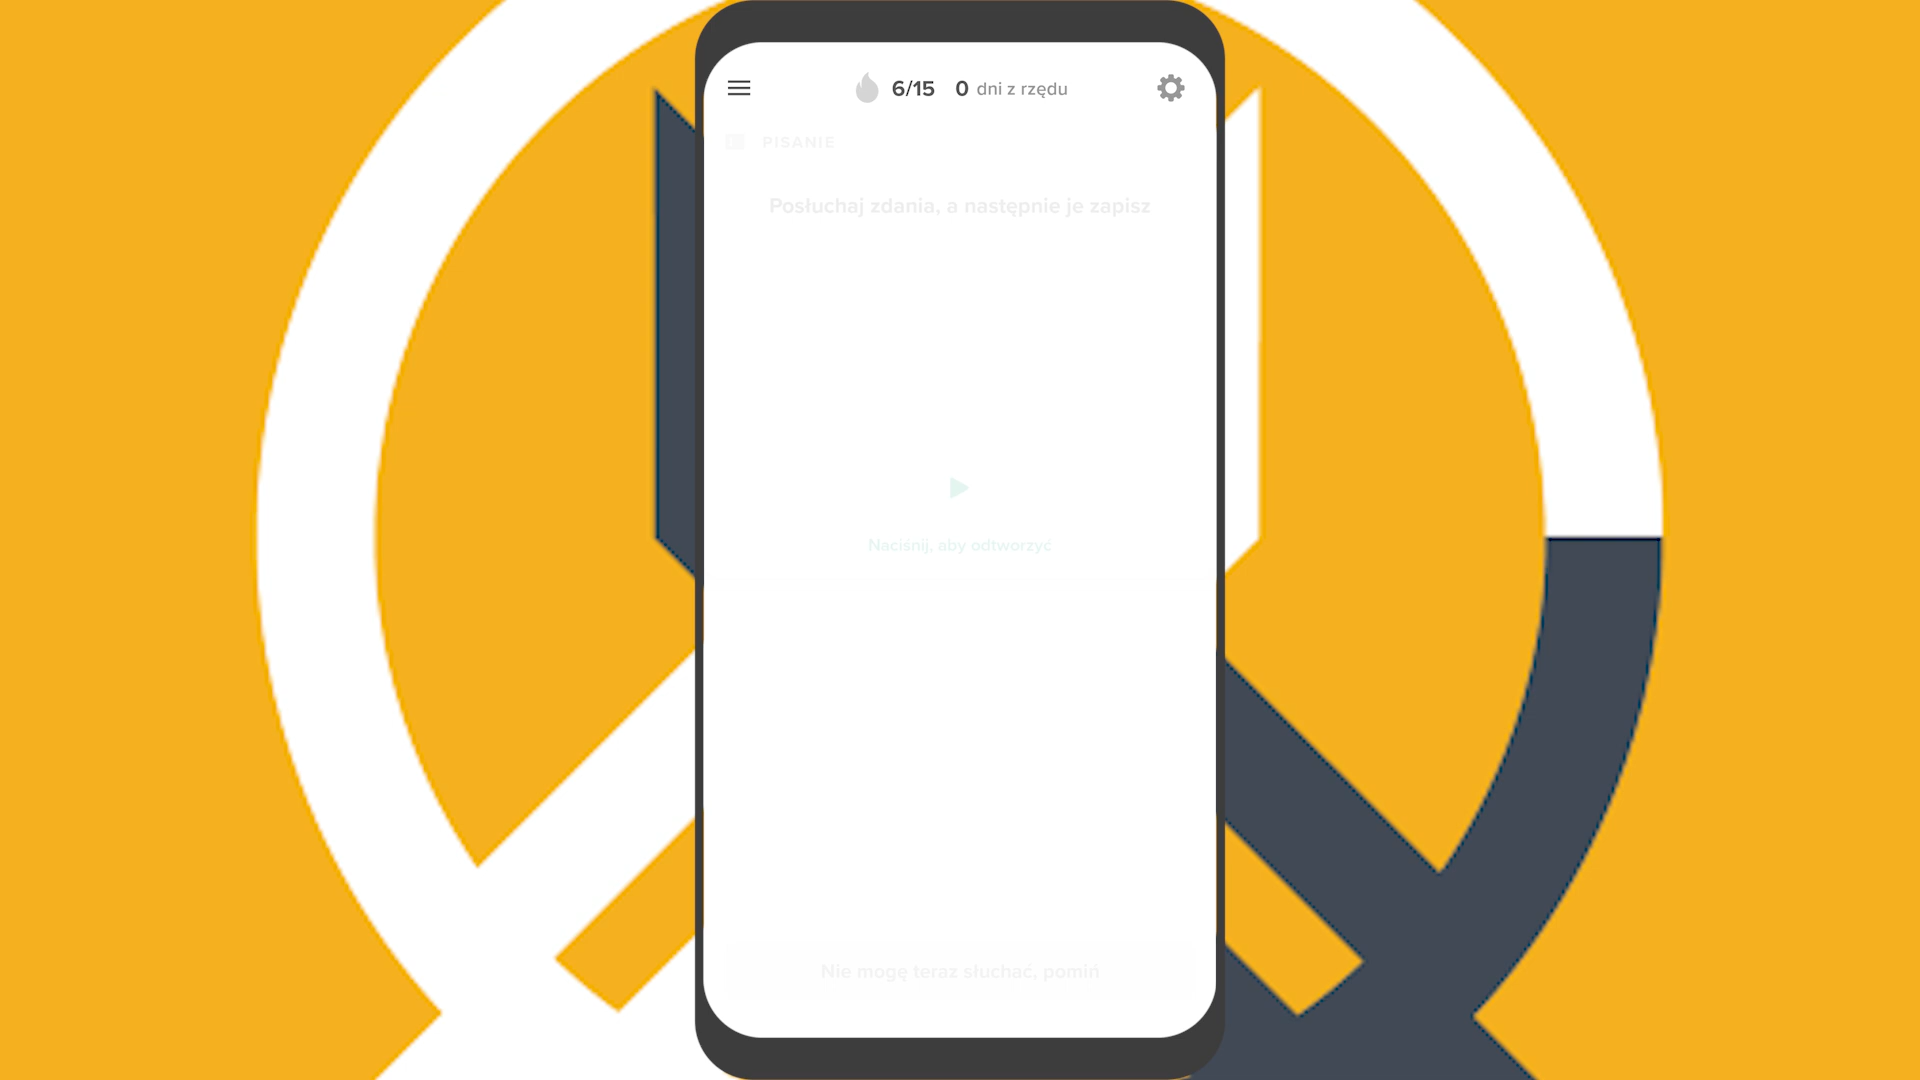 6/15 0 dni z rzędu
PISANIE
Posłuchaj zdania, a następnie je zapisz
Naciśnij, aby odtworzyć
Nie mogę teraz słuchać, pomiń